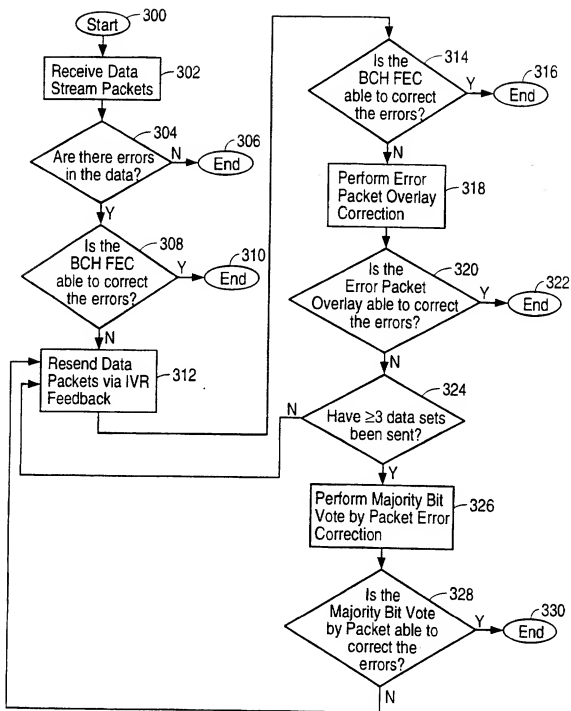 Start
300
Receive Data
Stream Packets
302
304
Are there errors
in the data?
N
306
End
Y
Is the
BCH FEC
able to correct
the errors?
308
Y
310
End
N
Resend Data
Packets via IVR
Feedback
312
Is the
BCH FEC
able to correct
the errors?
314
Y
316
End
N
Perform Error
Packet Overlay
Correction
318
Is the
Error Packet
Overlay able to correct
the errors?
320
Y
322
End
N
324
Have ≥3 data sets
been sent?
N
Y
Perform Majority Bit
Vote by Packet Error
Correction
326
Is the
Majority Bit Vote
by Packet able to
correct the
errors?
328
Y
330
End
N